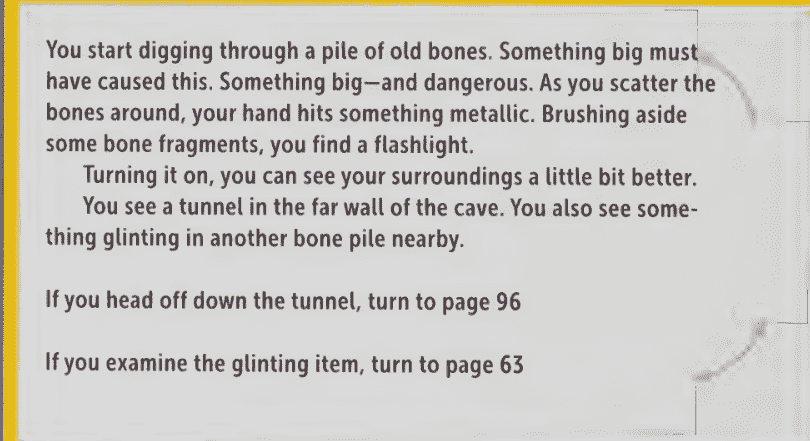 You start digging through a pile of old bones. Something big must
have caused this. Something big—and dangerous. As you scatter the
bones around, your hand hits something metallic. Brushing aside
some bone fragments, you find a flashlight.
Turning it on, you can see your surroundings a little bit better.
You see a tunnel in the far wall of the cave. You also see some-
thing glinting in another bone pile nearby.
If you head off down the tunnel, turn to page 96
If you examine the glinting item, turn to page 63